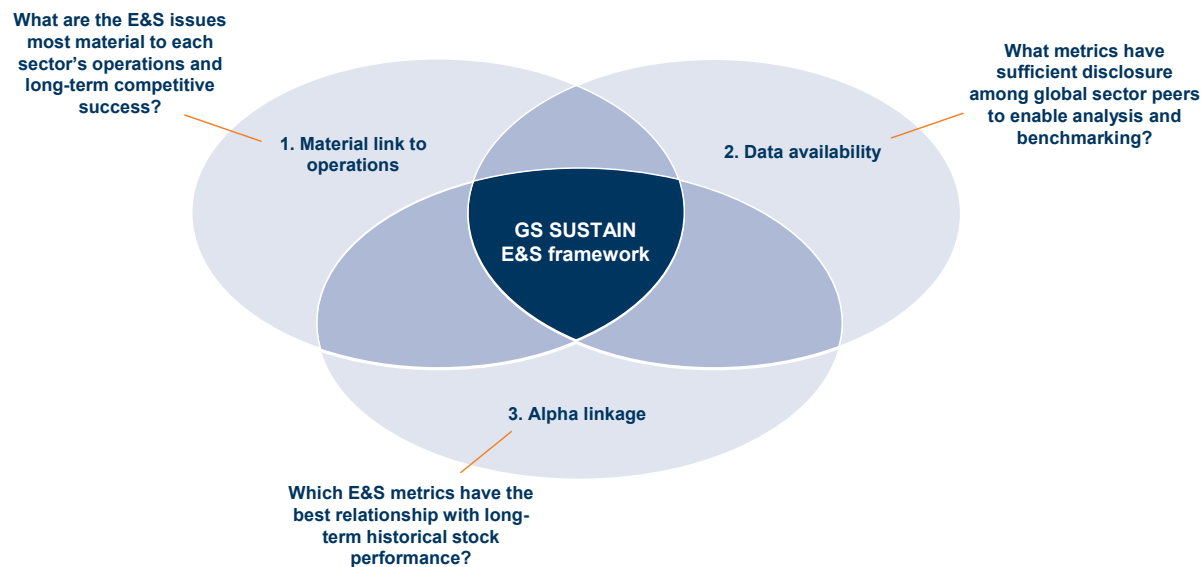 What are the E&S issues
most material to each
sector's operations and
long-term competitive
success?
What metrics have
sufficient disclosure
among global sector peers
to enable analysis and
benchmarking?
1. Material link to
operations
2. Data availability
GS SUSTAIN
E&S framework
3. Alpha linkage
Which E&S metrics have the
best relationship with long-
term historical stock
performance?